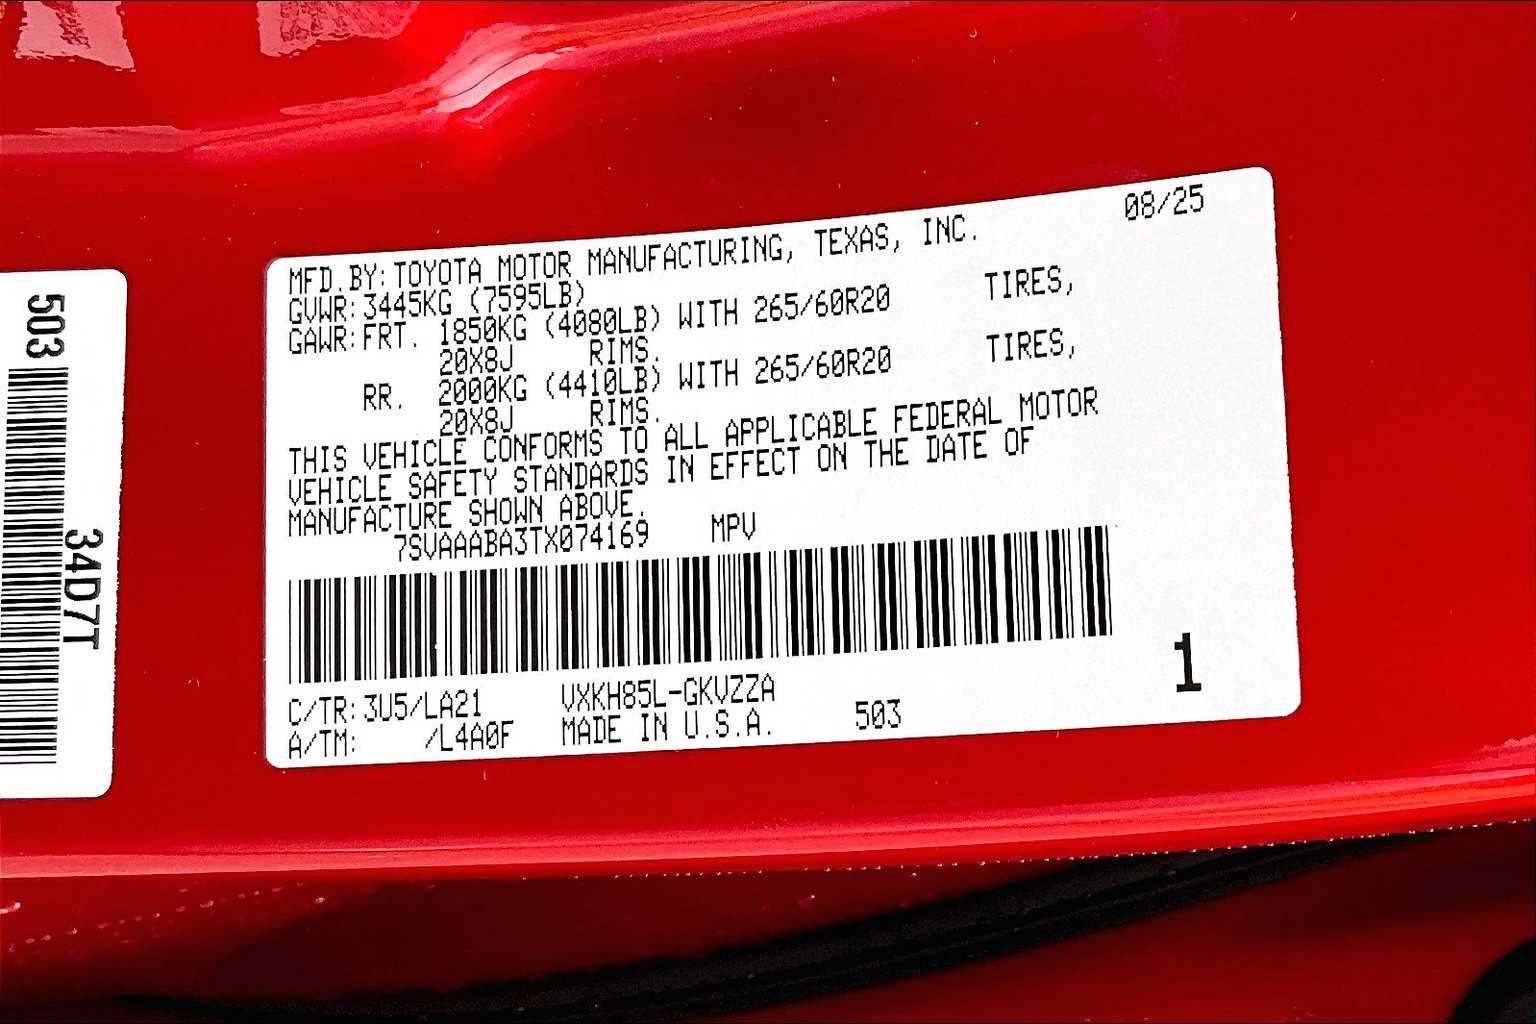 503
34D7T
08/25
MFD.BY:TOYOTA MOTOR MANUFACTURING, TEXAS, INC.
GVWR:3445KG (7595LB)
GAWR:FRT. 1850KG (4080LB) WITH 265/60R20 TIRES,
20X8J RIMS.
RR. 2000KG (4410LB) WITH 265/60R20 TIRES,
20X8J RIMS.
THIS VEHICLE CONFORMS TO ALL APPLICABLE FEDERAL MOTOR
VEHICLE SAFETY STANDARDS IN EFFECT ON THE DATE OF
MANUFACTURE SHOWN ABOVE.
7SVAAABA3TX074169 MPV
1
C/TR:3U5/LA21 VXKH85L-GKVZZA
A/TM: /L4A0F MADE IN U.S.A. 503